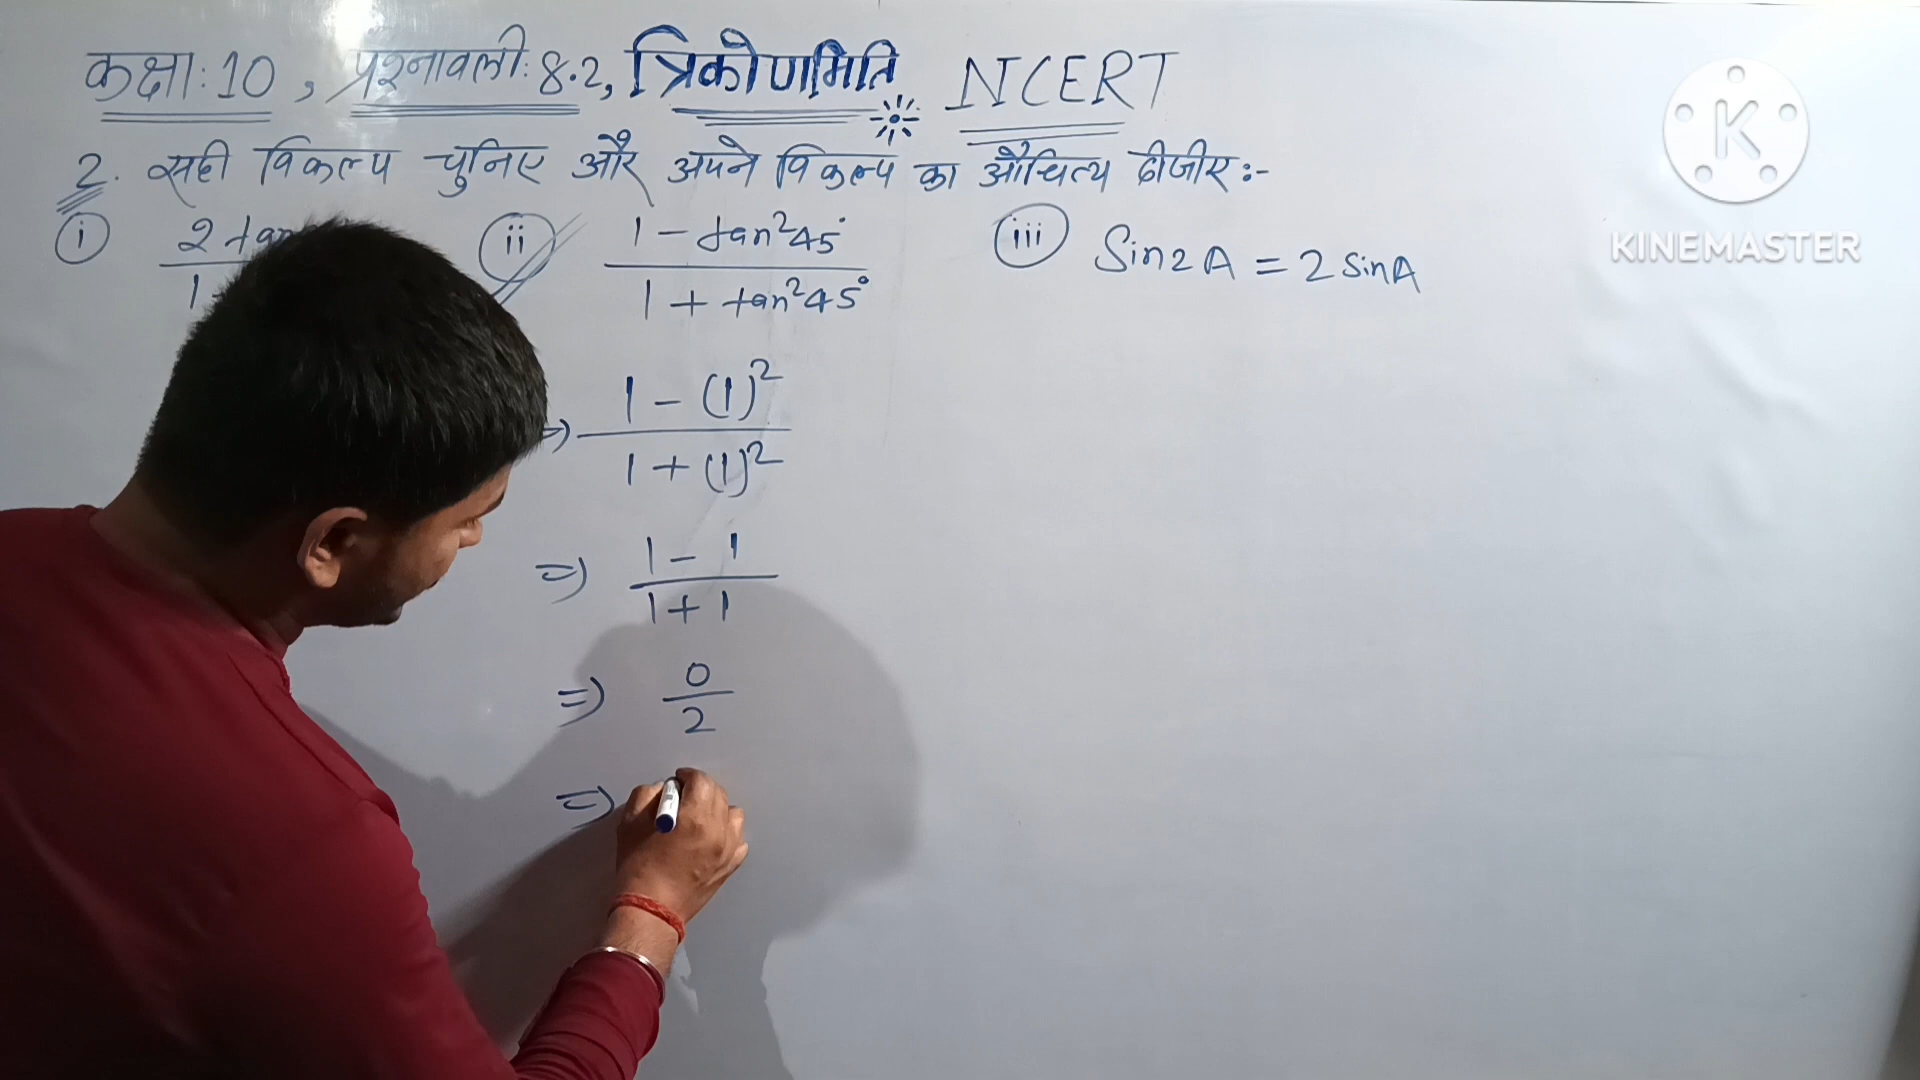 कक्षा: 10, प्रश्नावली: 8.2, त्रिकोणमिति NCERT
2. सही विकल्प चुनिए और अपने विकल्प का औचित्य दीजीए:-
i 2 tan
1
ii 1 - tan²45°
1 + tan²45°
iii Sin2A = 2 sinA
⇒ 1 - (1)²
1 + (1)²
⇒ 1 - 1
1 + 1
⇒ 0
2
⇒
K
KINEMASTER